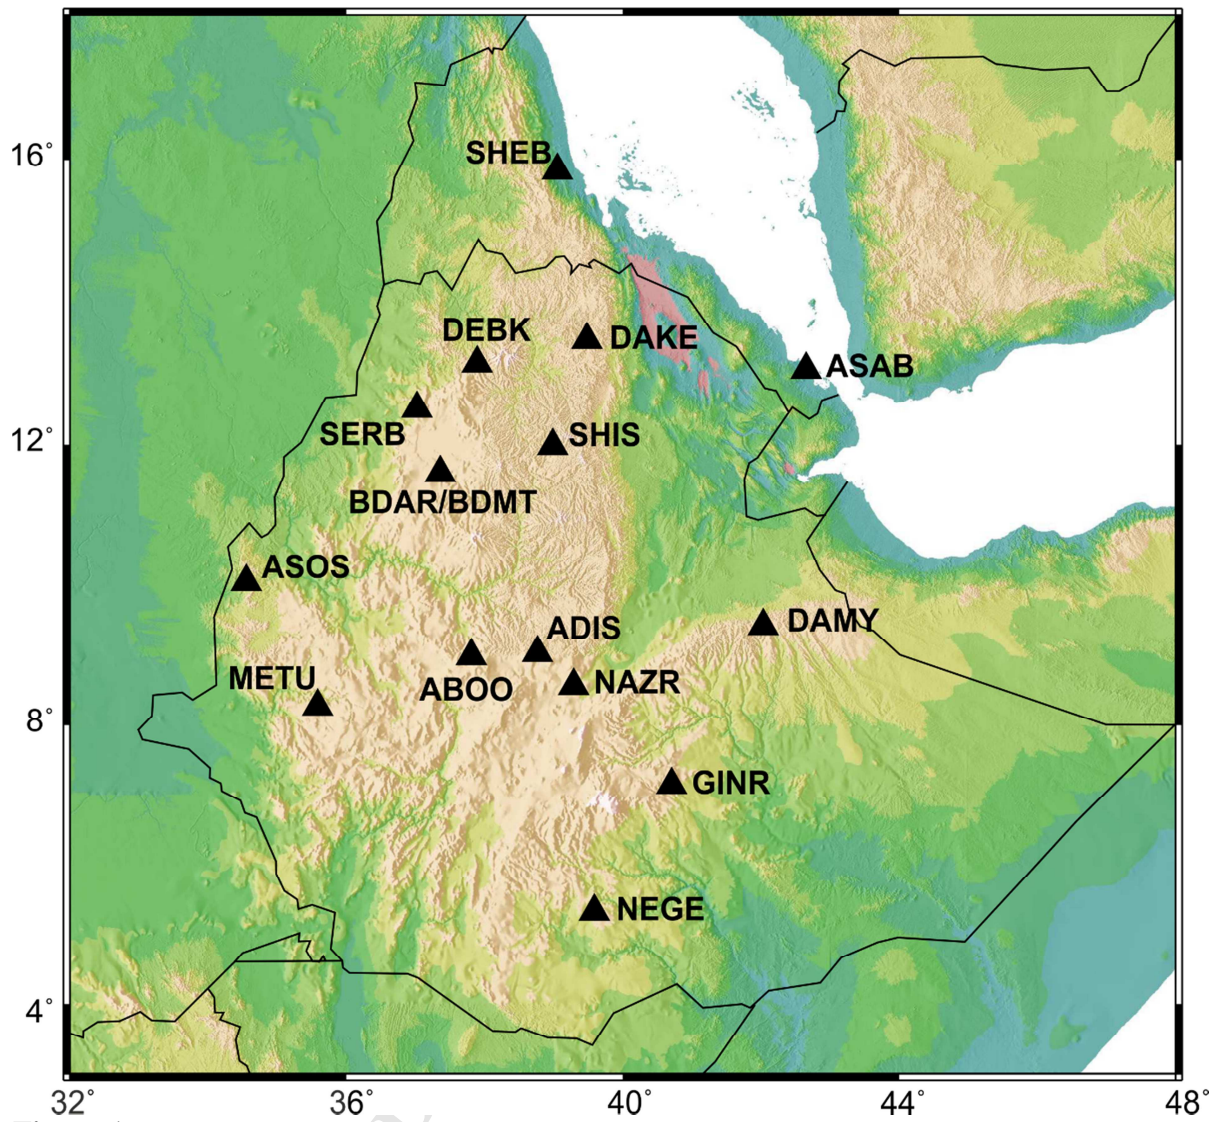 16°
SHEB
DEBK
DAKE
ASAB
SERB
SHIS
12°
BDAR/BDMT
ASOS
ADIS
DAMY
METU
ABOO
NAZR
8°
GINR
NEGE
4°
32°
36°
40°
44°
48°